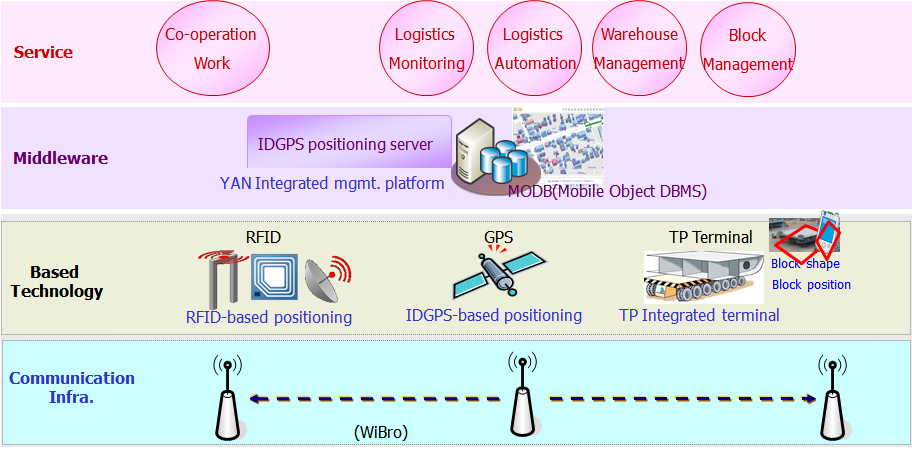 Service
Co-operation
Work
Logistics
Monitoring
Logistics
Automation
Warehouse
Management
Block
Management
Middleware
IDGPS positioning server
YAN Integrated mgmt. platform
MODB(Mobile Object DBMS)
Based
Technology
RFID
RFID-based positioning
GPS
IDGPS-based positioning
TP Terminal
TP Integrated terminal
Block shape
Block position
Communication
Infra.
(WiBro)